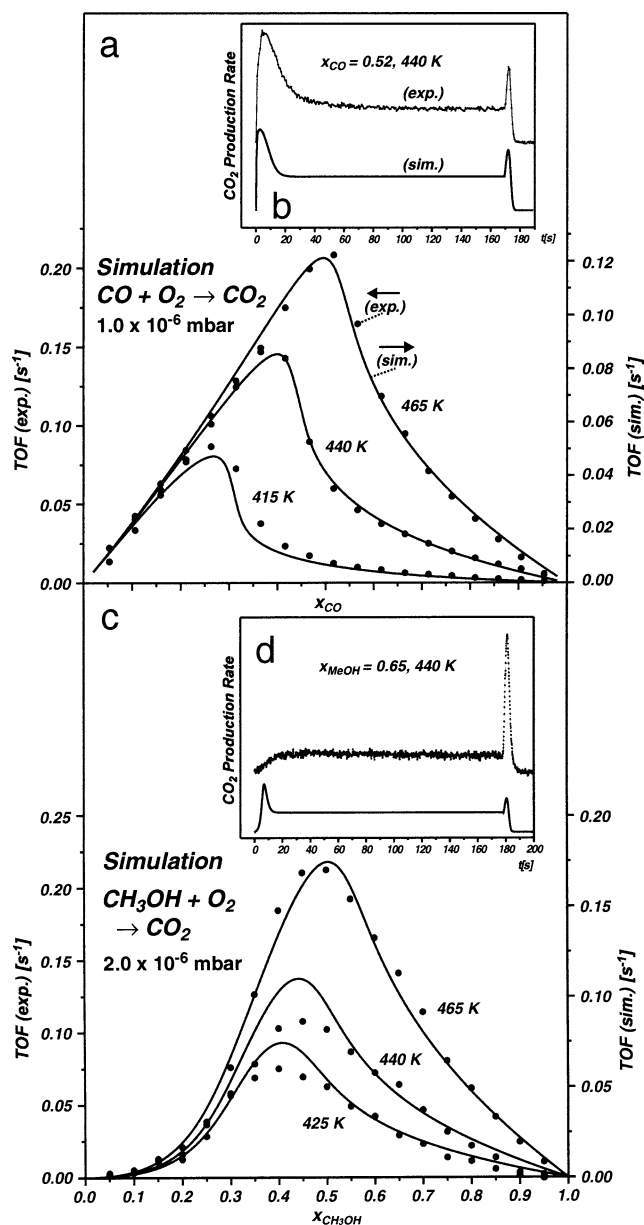 a
x_CO = 0.52, 440 K
(exp.)
(sim.)
CO₂ Production Rate
b
0 20 40 60 80 100 120 140 160 180 t[s]
Simulation
CO + O₂ → CO₂
1.0 x 10⁻⁶ mbar
(exp.)
(sim.)
465 K
440 K
415 K
TOF (exp.) [s⁻¹]
0.20
0.15
0.10
0.05
0.00
TOF (sim.) [s⁻¹]
0.12
0.10
0.08
0.06
0.04
0.02
0.00
x_CO
c
d
x_MeOH = 0.65, 440 K
CO₂ Production Rate
0 20 40 60 80 100 120 140 160 180 200
t[s]
Simulation
CH₃OH + O₂
→ CO₂
2.0 x 10⁻⁶ mbar
465 K
440 K
425 K
TOF (exp.) [s⁻¹]
0.25
0.20
0.15
0.10
0.05
0.00
TOF (sim.) [s⁻¹]
0.20
0.15
0.10
0.05
0.00
0.0 0.1 0.2 0.3 0.4 0.5 0.6 0.7 0.8 0.9 1.0
x_CH₃OH